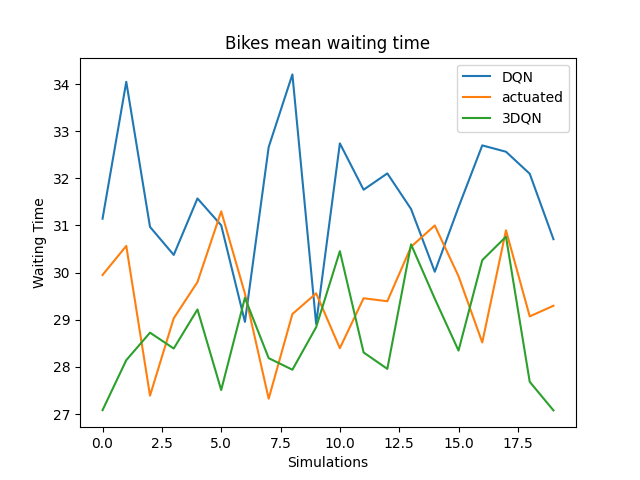 Bikes mean waiting time
DQN
actuated
3DQN
34
33
32
31
30
29
28
27
Waiting Time
0.0 2.5 5.0 7.5 10.0 12.5 15.0 17.5
Simulations